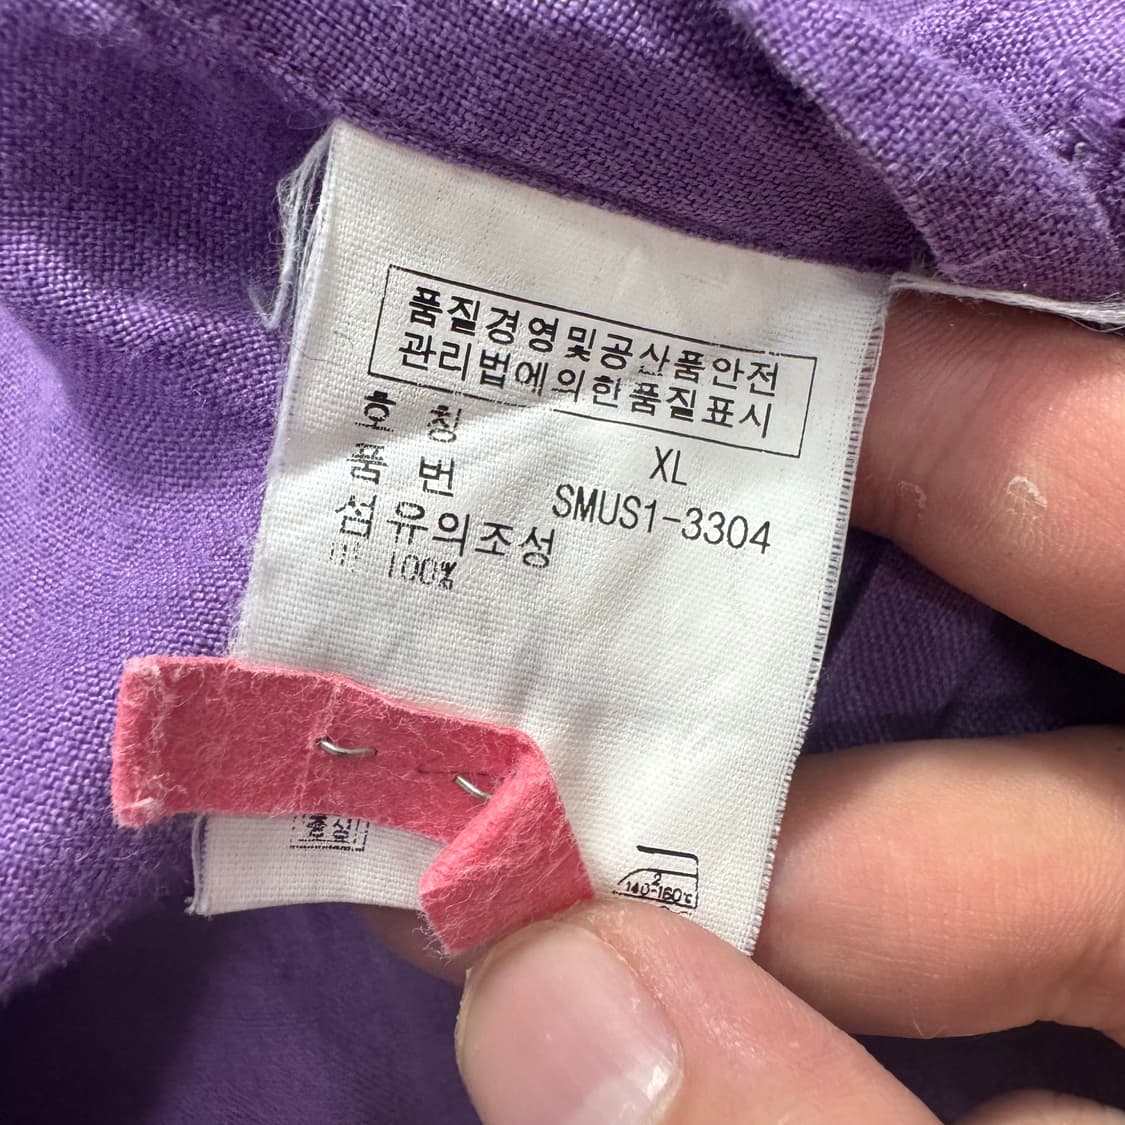 품질경영및공산품안전
관리법에의한품질표시
호 칭 XL
품 번 SMUS1-3304
섬유의조성
100%
2
140-160℃